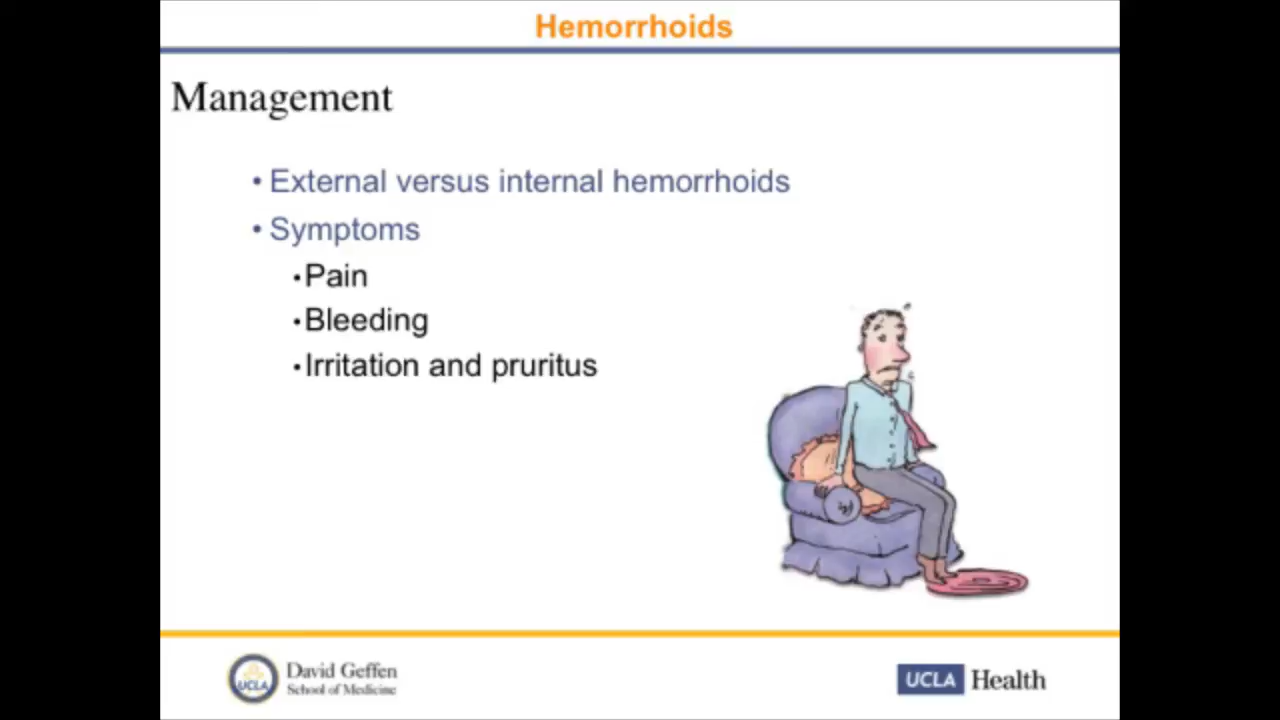 Hemorrhoids
Management
• External versus internal hemorrhoids
• Symptoms
• Pain
• Bleeding
• Irritation and pruritus
UCLA
David Geffen
School of Medicine
UCLA Health